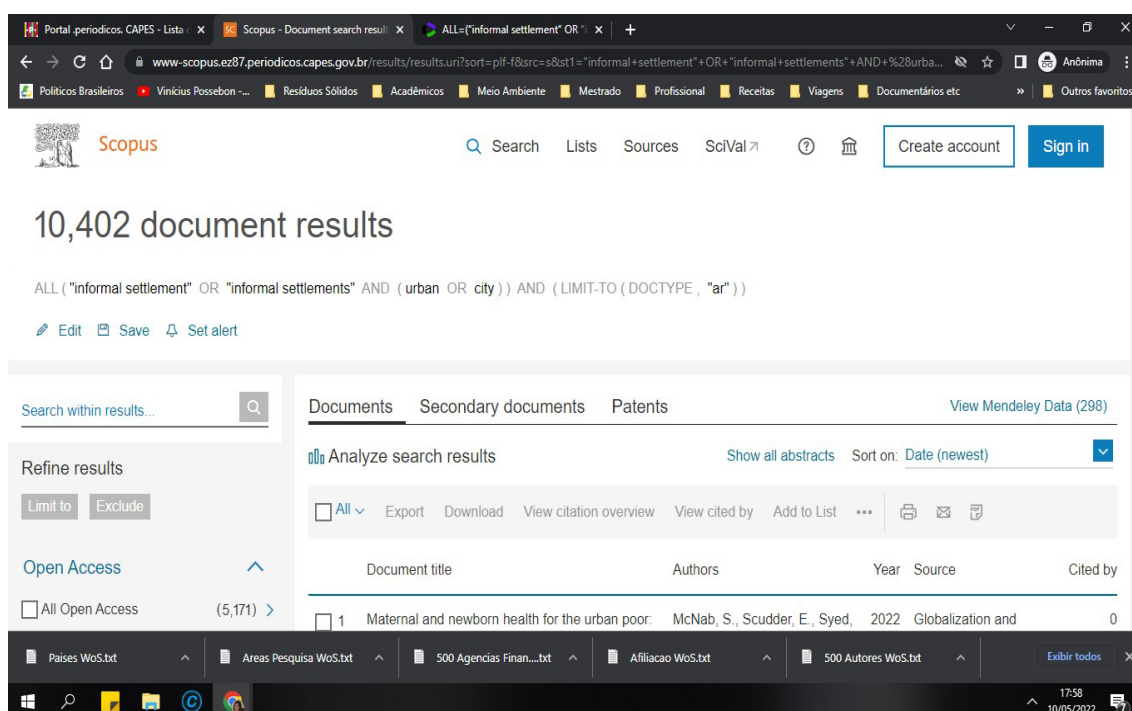 Portal .periodicos. CAPES - Lista
Scopus - Document search result
ALL=("informal settlement" OR "i
www-scopus.ez87.periodicos.capes.gov.br/results/results.uri?sort=plf-f&src=s&st1="informal+settlement"+OR+"informal+settlements"+AND+%28urba...
Anônima
Políticos Brasileiros
Vinícius Possebon -...
Resíduos Sólidos
Acadêmicos
Meio Ambiente
Mestrado
Profissional
Receitas
Viagens
Documentários etc
»
Outros favoritos
Scopus
Search Lists Sources SciVal
Create account
Sign in
10,402 document results
ALL ( "informal settlement" OR "informal settlements" AND ( urban OR city ) ) AND ( LIMIT-TO ( DOCTYPE , "ar" ) )
Edit Save Set alert
Search within results...
Documents Secondary documents Patents
View Mendeley Data (298)
Analyze search results
Show all abstracts Sort on: Date (newest)
Refine results
Limit to Exclude
All Export Download View citation overview View cited by Add to List •••
Open Access
Document title Authors Year Source Cited by
All Open Access (5,171)
1 Maternal and newborn health for the urban poor: McNab, S., Scudder, E., Syed, 2022 Globalization and 0
Paises WoS.txt
Areas Pesquisa WoS.txt
500 Agencias Finan....txt
Afiliacao WoS.txt
500 Autores WoS.txt
Exibir todos
17:58
10/05/2022